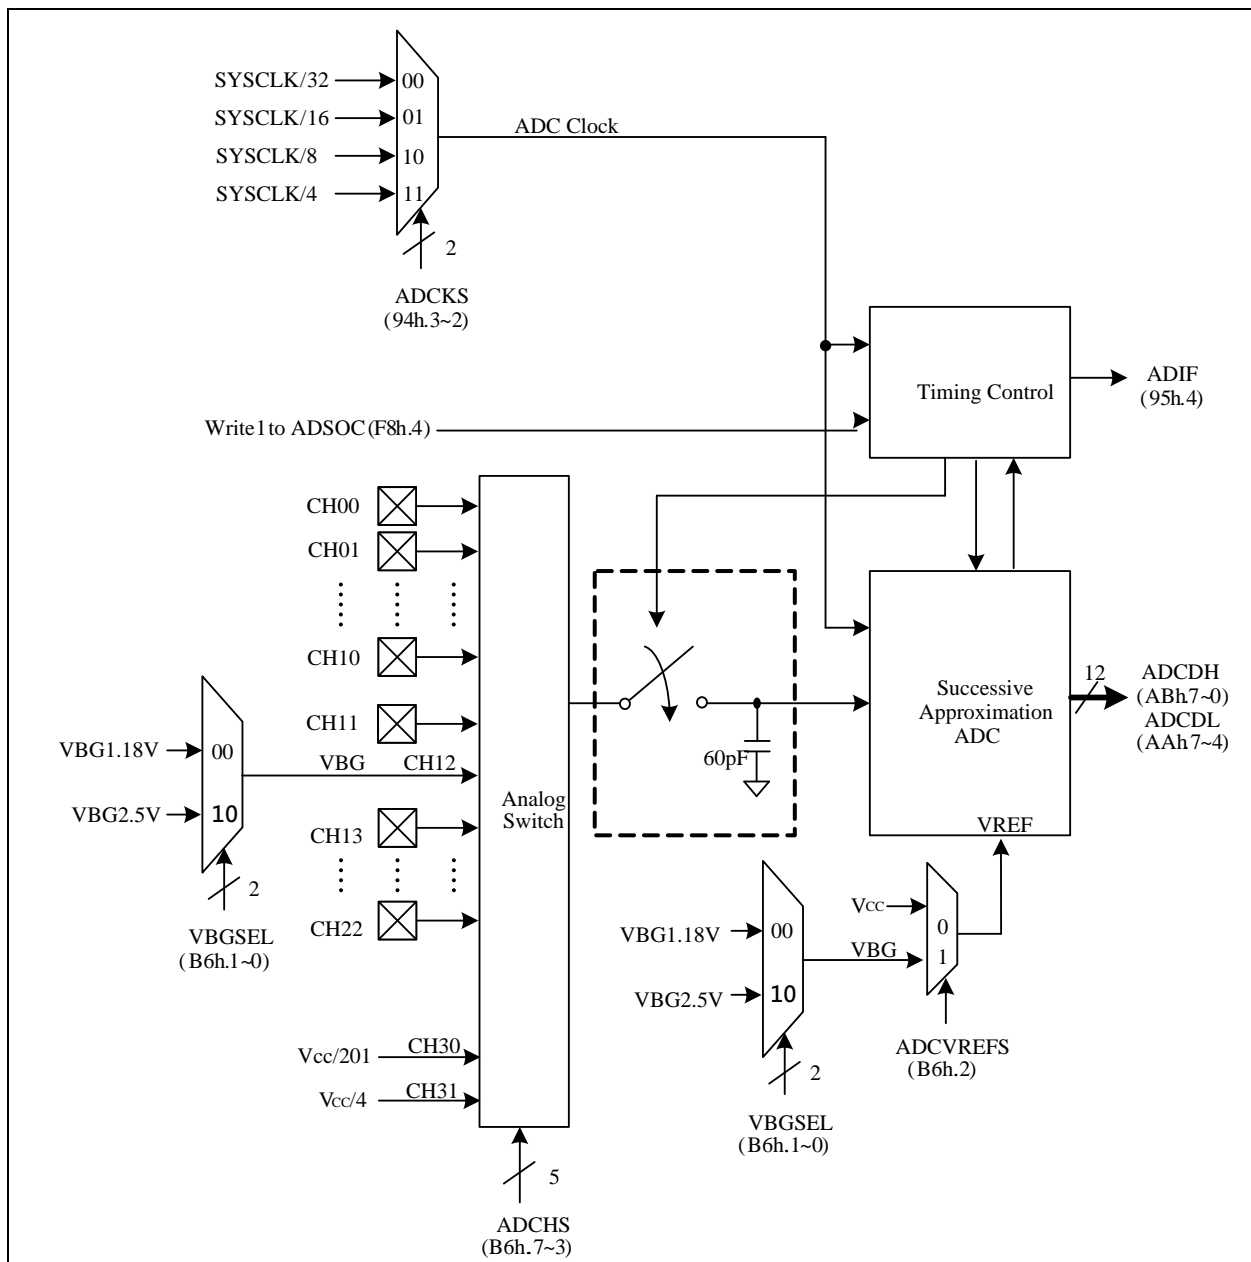 SYSCLK/32
00
SYSCLK/16
01
ADC Clock
SYSCLK/8
10
SYSCLK/4
11
2
ADCKS
(94h.3~2)
Timing Control
ADIF
(95h.4)
Write1to ADSOC(F8h.4)
CH00
CH01
CH10
CH11
VBG1.18V
00
VBG
CH12
VBG2.5V
10
CH13
2
VBGSEL
(B6h.1~0)
CH22
Analog
Switch
60pF
Successive
Approximation
ADC
VREF
12
ADCDH
(ABh.7~0)
ADCDL
(AAh.7~4)
VCC
VBG1.18V
00
0
VBG
1
VBG2.5V
10
ADCVREFS
(B6h.2)
2
VBGSEL
(B6h.1~0)
Vcc/201
CH30
VCC/4
CH31
5
ADCHS
(B6h.7~3)